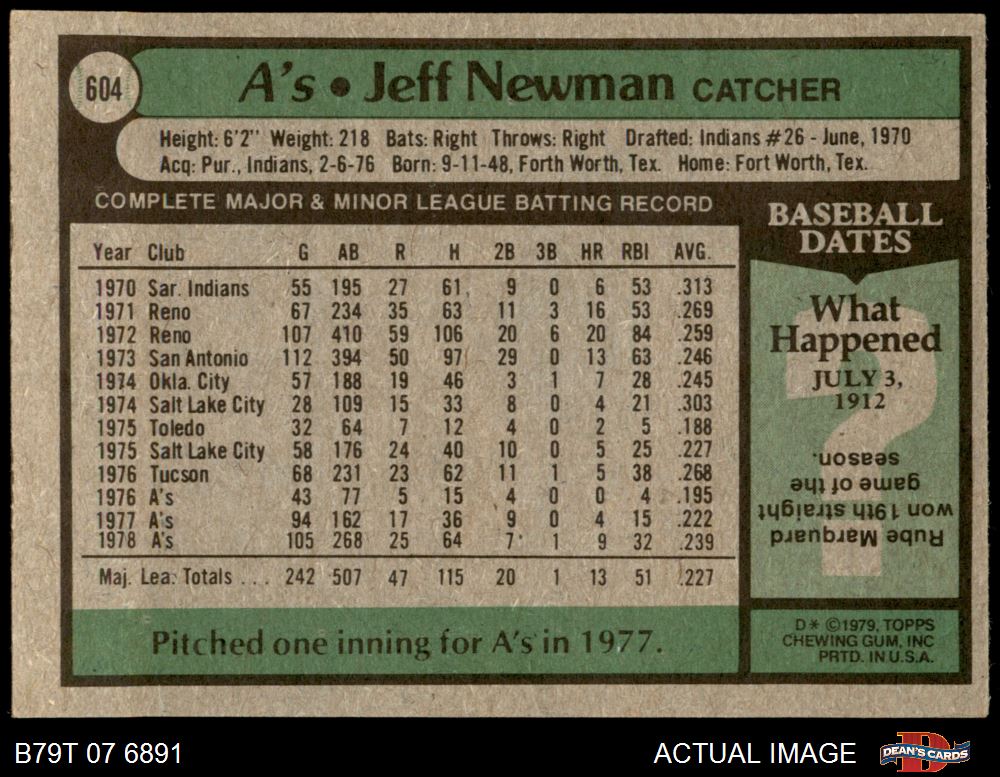 604
A's • Jeff Newman CATCHER
Height: 6'2" Weight: 218 Bats: Right Throws: Right Drafted: Indians #26 - June, 1970
Acq: Pur., Indians, 2-6-76 Born: 9-11-48, Forth Worth, Tex. Home: Fort Worth, Tex.
COMPLETE MAJOR & MINOR LEAGUE BATTING RECORD
Year Club G AB R H 2B 3B HR RBI AVG.
1970 Sar. Indians 55 195 27 61 9 0 6 53 .313
1971 Reno 67 234 35 63 11 3 16 53 .269
1972 Reno 107 410 59 106 20 6 20 84 .259
1973 San Antonio 112 394 50 97 29 0 13 63 .246
1974 Okla. City 57 188 19 46 3 1 7 28 .245
1974 Salt Lake City 28 109 15 33 8 0 4 21 .303
1975 Toledo 32 64 7 12 4 0 2 5 .188
1975 Salt Lake City 58 176 24 40 10 0 5 25 .227
1976 Tucson 68 231 23 62 11 1 5 38 .268
1976 A's 43 77 5 15 4 0 0 4 .195
1977 A's 94 162 17 36 9 0 4 15 .222
1978 A's 105 268 25 64 7 1 9 32 .239
Maj. Lea. Totals ... 242 507 47 115 20 1 13 51 .227
Pitched one inning for A's in 1977.
BASEBALL
DATES
What
Happened
JULY 3,
1912
Rube Marquard
won 19th straight
game of the
season.
D* ©1979, TOPPS
CHEWING GUM, INC
PRTD. IN U.S.A.
B79T 07 6891
ACTUAL IMAGE
DEAN'S CARDS